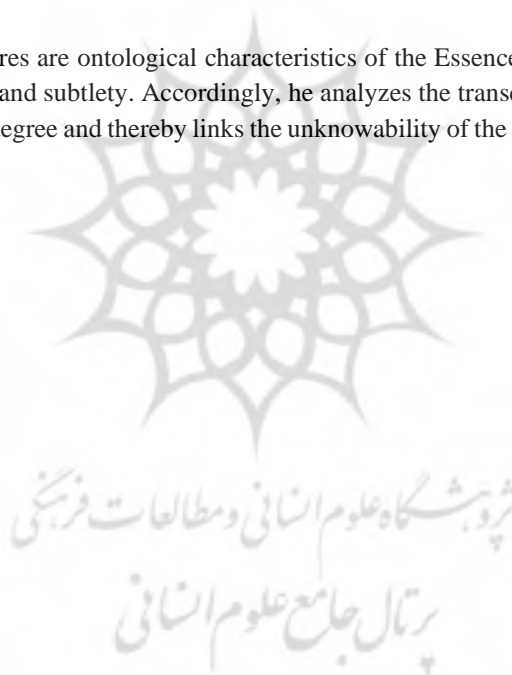 res are ontological characteristics of the Essence
and subtlety. Accordingly, he analyzes the transc
egree and thereby links the unknowability of the
پژوهشگاه علوم انسانی و مطالعات فرهنگی
پرتال جامع علوم انسانی